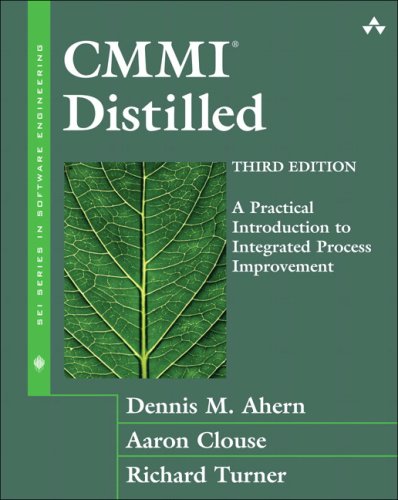 SEI SERIES IN SOFTWARE ENGINEERING
CMMI®
Distilled
THIRD EDITION
A Practical
Introduction to
Integrated Process
Improvement
Dennis M. Ahern
Aaron Clouse
Richard Turner